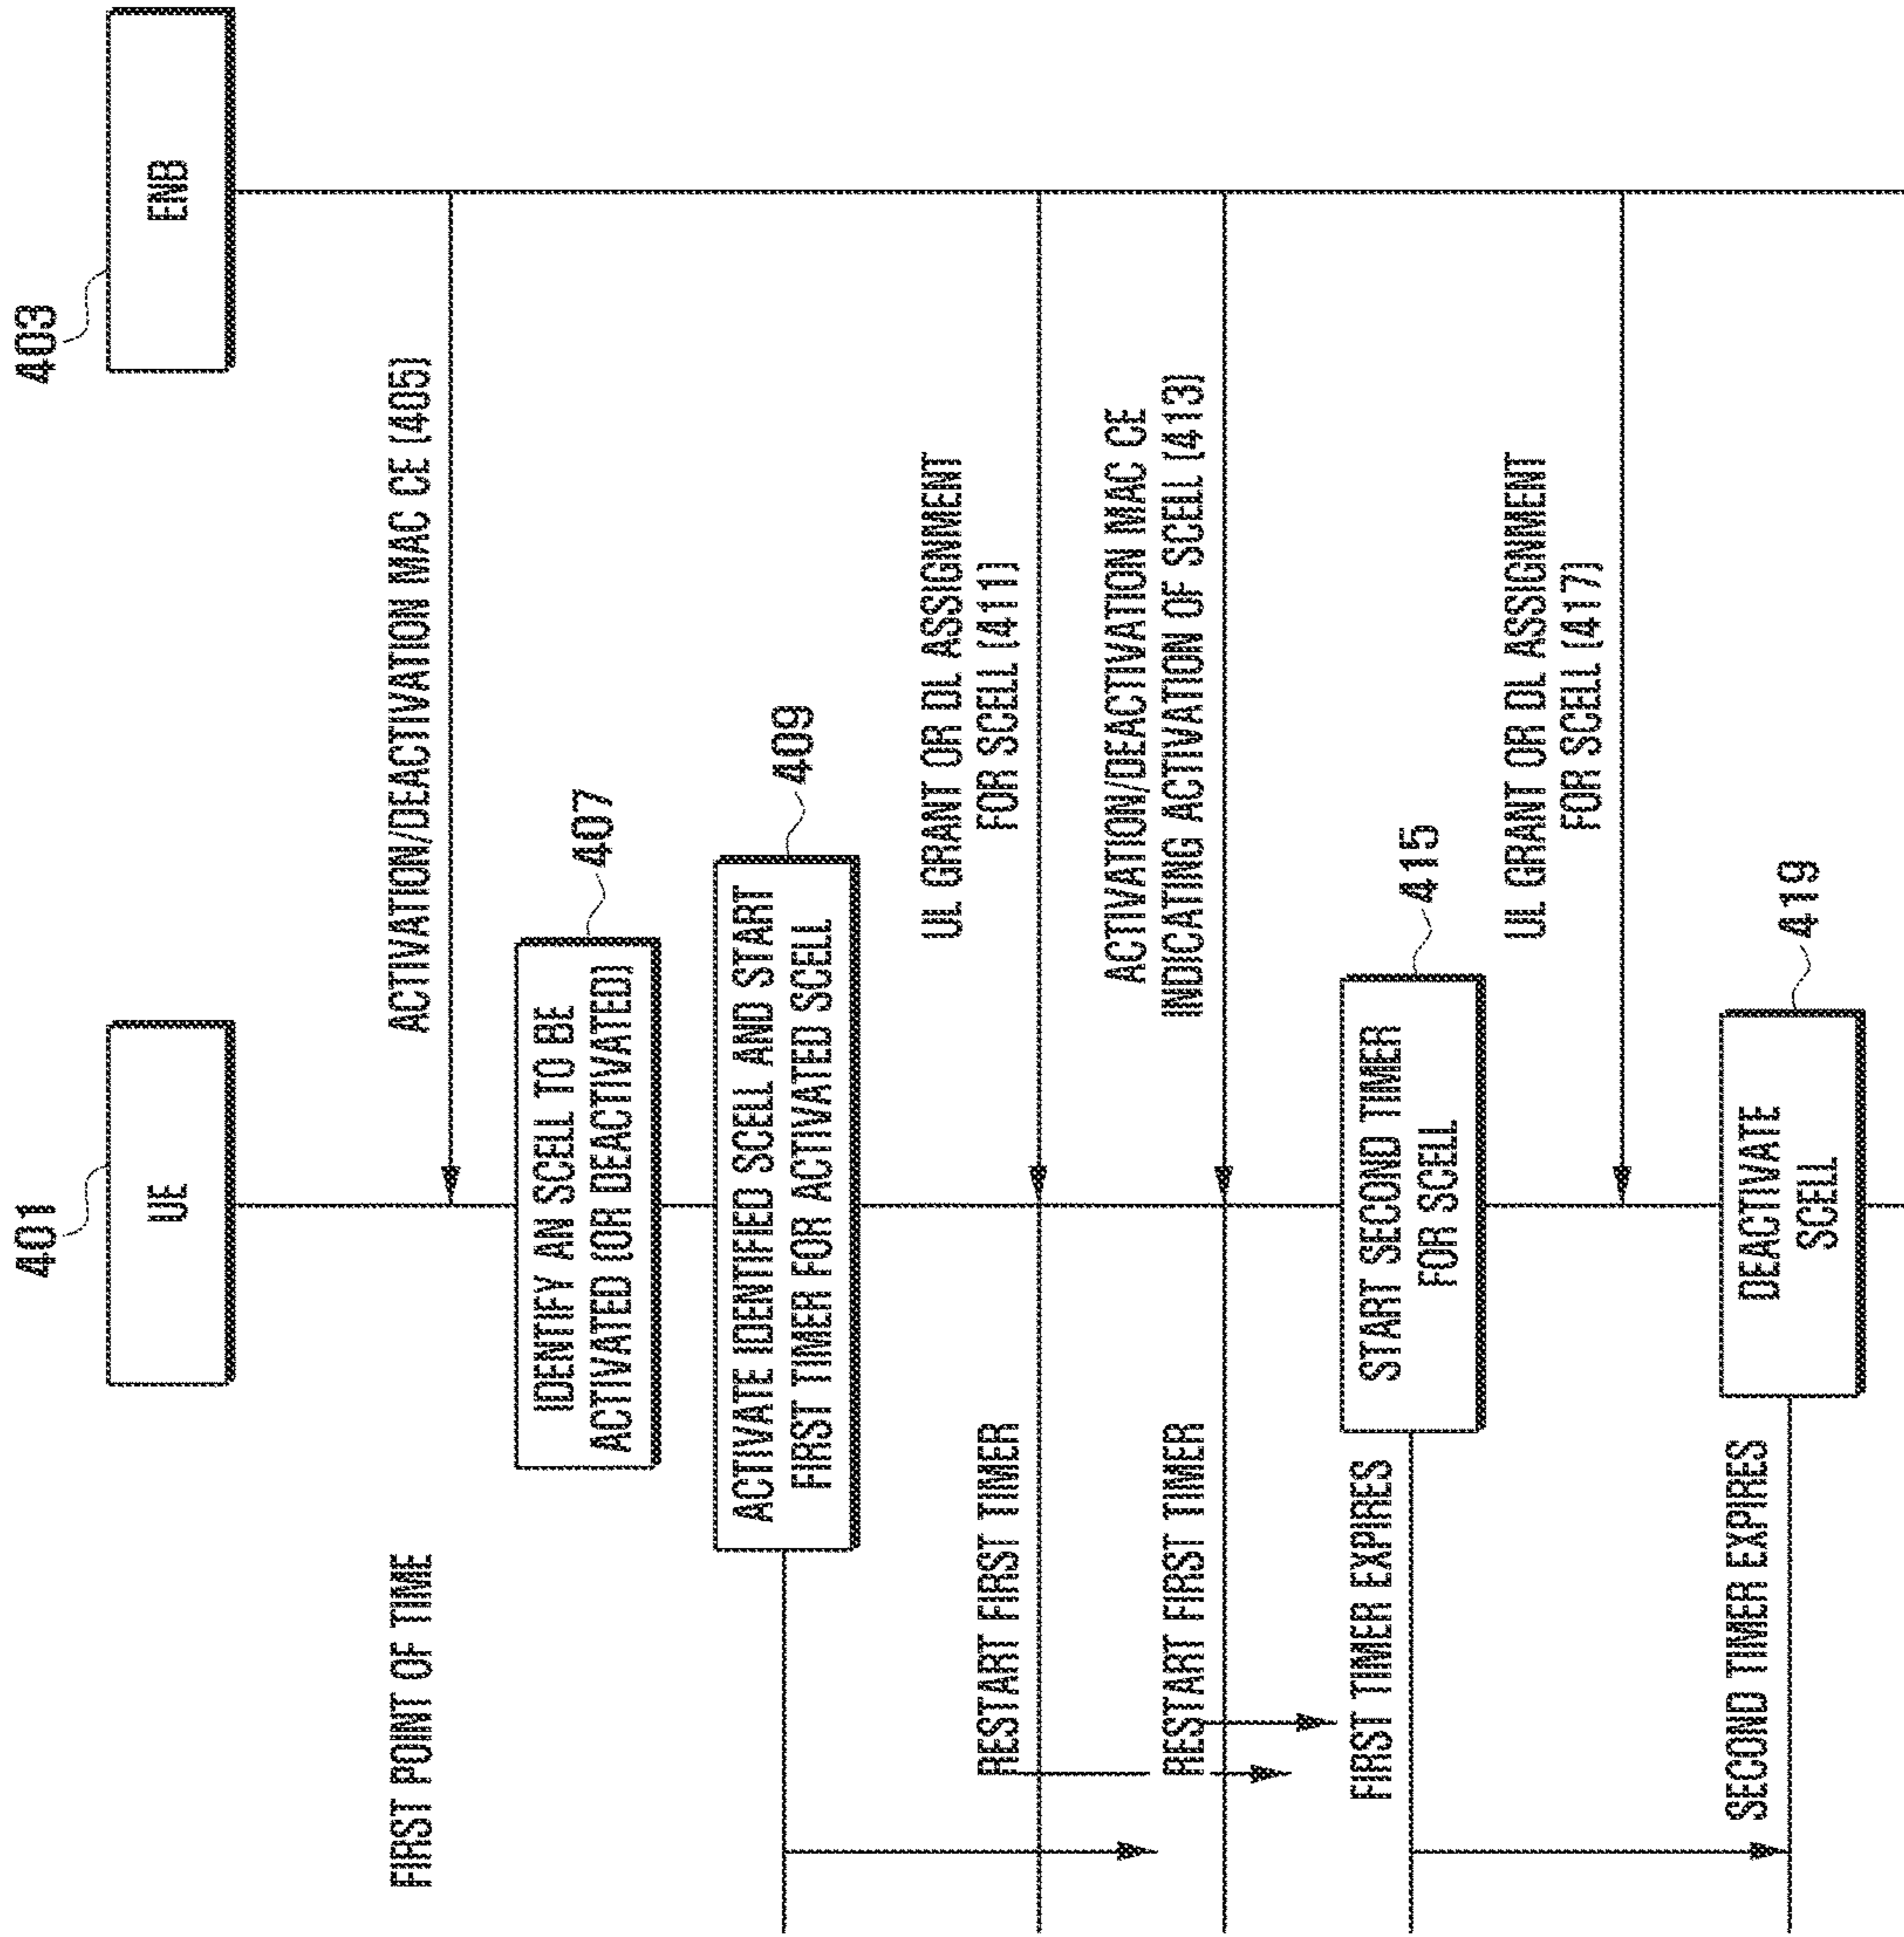 401
403
UE
ENB
FIRST POINT OF TIME
ACTIVATION/DEACTIVATION MAC CE (405)
IDENTIFY AN SCELL TO BE
ACTIVATED (OR DEACTIVATED)
407
ACTIVATE IDENTIFIED SCELL AND START
FIRST TIMER FOR ACTIVATED SCELL
409
RESTART FIRST TIMER
UL GRANT OR DL ASSIGNMENT
FOR SCELL (411)
RESTART FIRST TIMER
ACTIVATION/DEACTIVATION MAC CE
INDICATING ACTIVATION OF SCELL (413)
FIRST TIMER EXPIRES
START SECOND TIMER
FOR SCELL
415
UL GRANT OR DL ASSIGNMENT
FOR SCELL (417)
SECOND TIMER EXPIRES
DEACTIVATE
SCELL
419